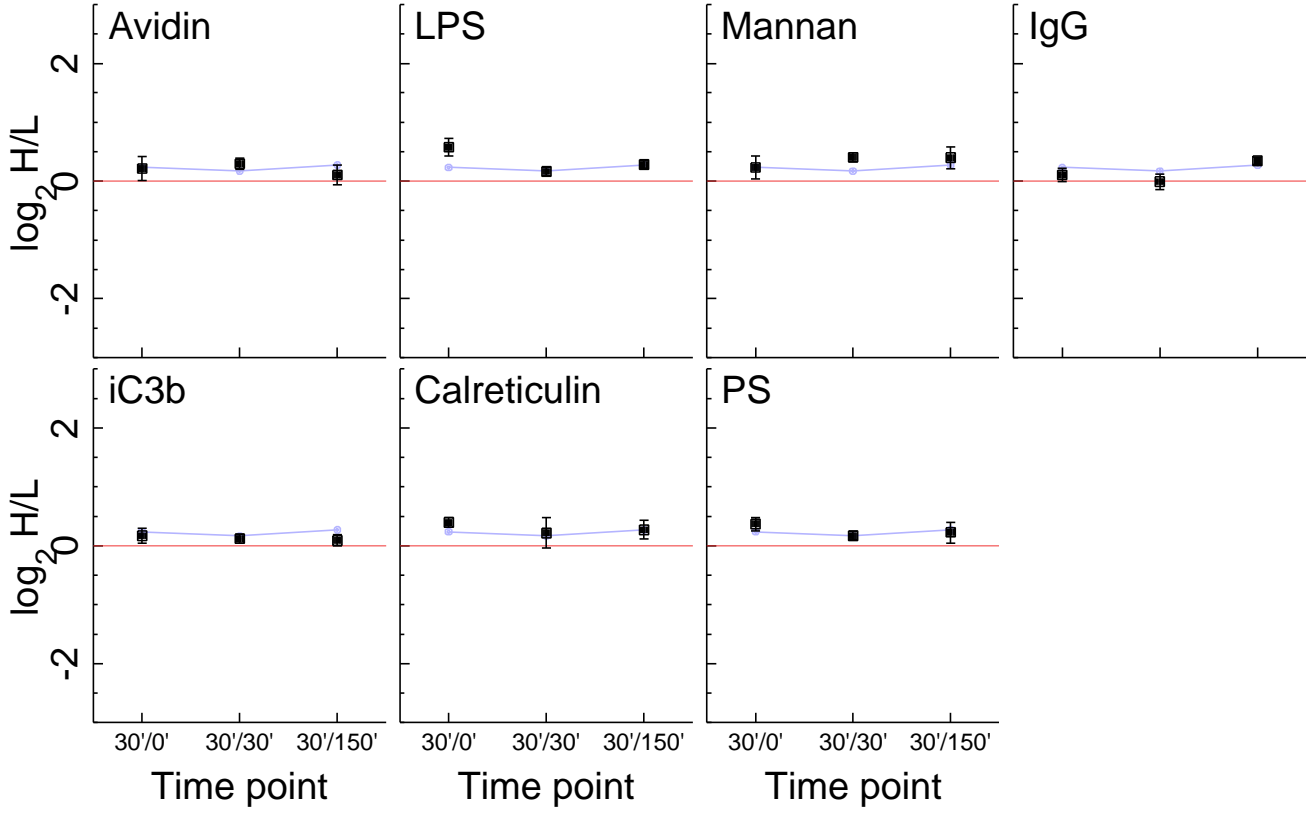 Avidin LPS Mannan IgG
2
0
-2
log2 H/L
iC3b Calreticulin PS
2
0
-2
log2 H/L
30'/0' 30'/30' 30'/150' 30'/0' 30'/30' 30'/150' 30'/0' 30'/30' 30'/150'
Time point Time point Time point